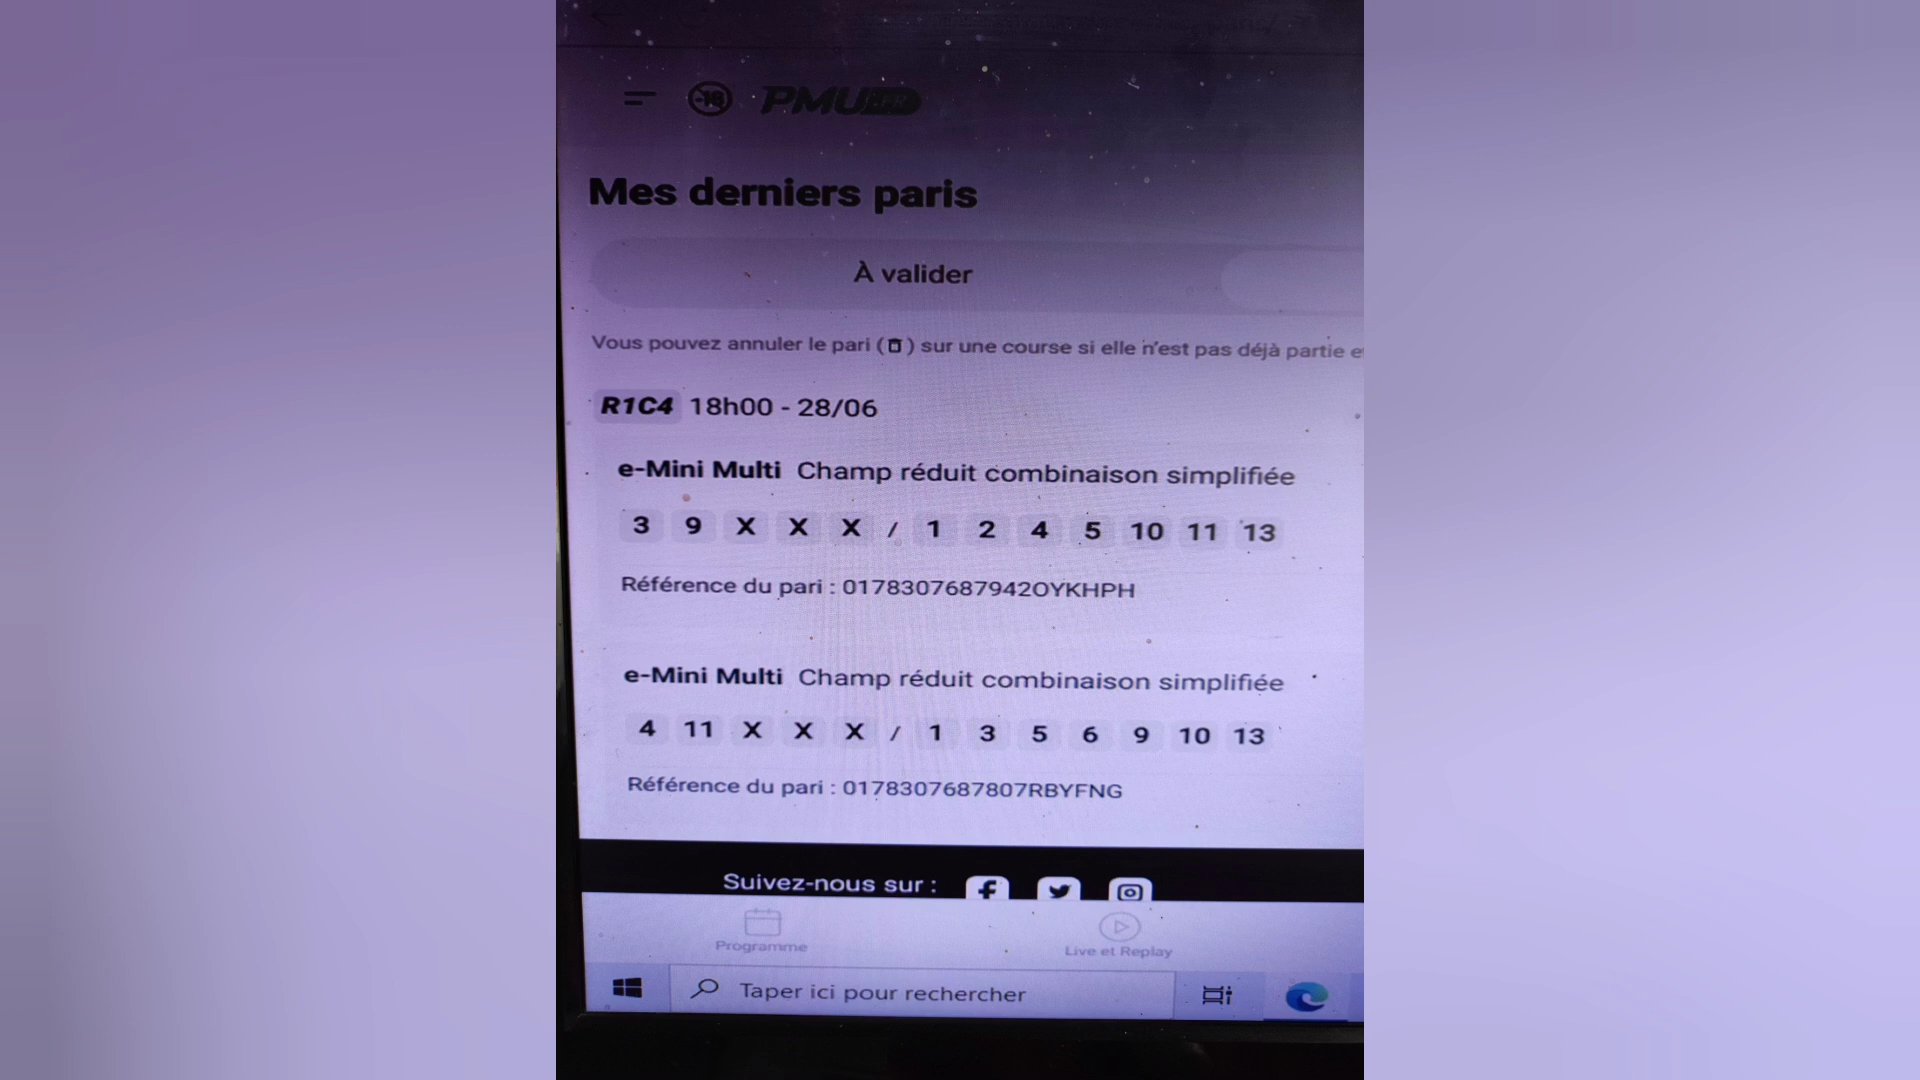 -18 PMU.FR
Mes derniers paris
À valider
Vous pouvez annuler le pari ( ) sur une course si elle n'est pas déjà partie
R1C4 18h00 - 28/06
e-Mini Multi Champ réduit combinaison simplifiée
3 9 X X X / 1 2 4 5 10 11 13
Référence du pari : 0178307687942OYKHPH
e-Mini Multi Champ réduit combinaison simplifiée
4 11 X X X / 1 3 5 6 9 10 13
Référence du pari : 0178307687807RBYFNG
Suivez-nous sur :
Programme
Live et Replay
Taper ici pour rechercher